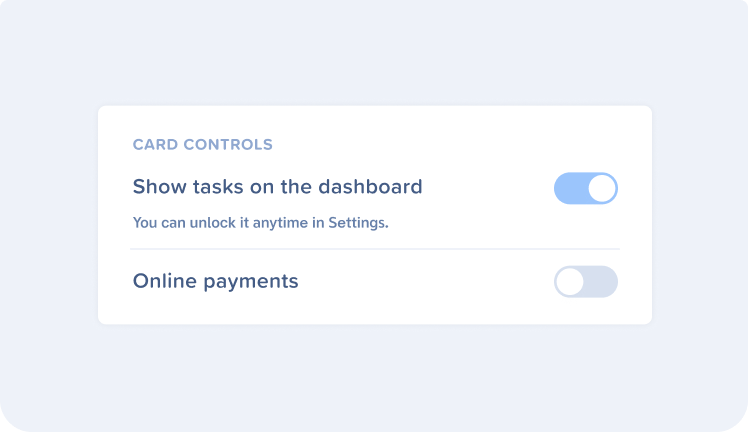 CARD CONTROLS
Show tasks on the dashboard
You can unlock it anytime in Settings.
Online payments